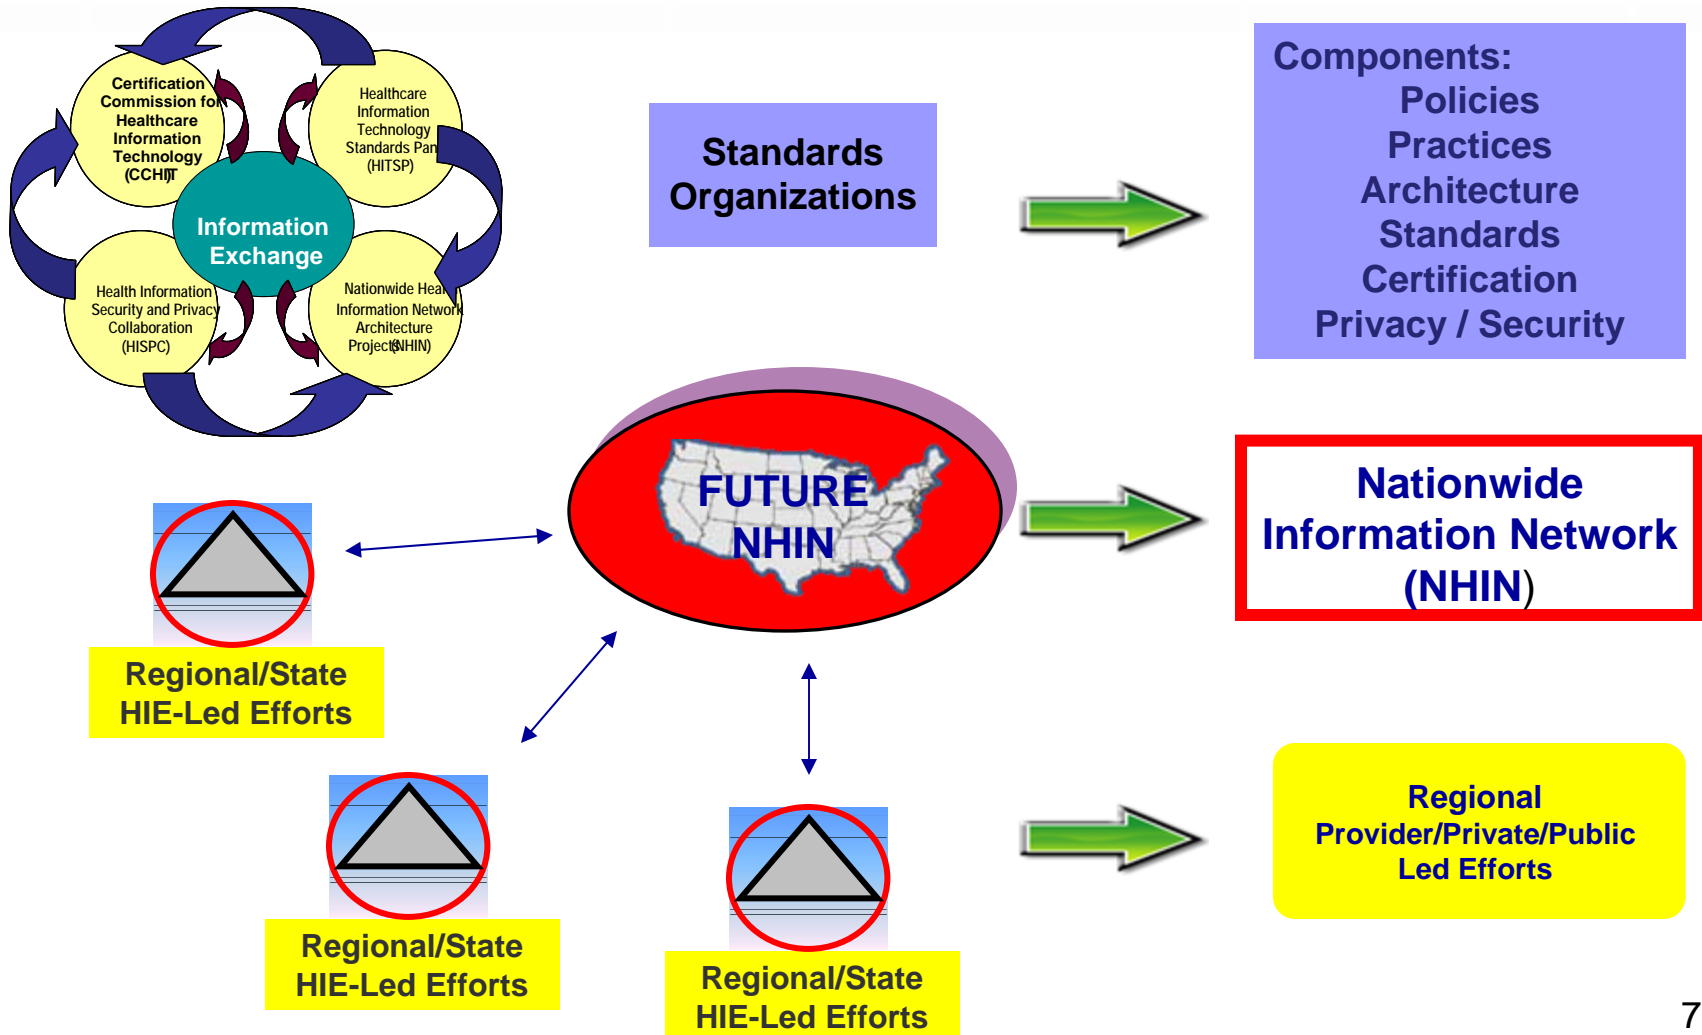 Certification
Commission for
Healthcare
Information
Technology
(CCHIT)
Healthcare
Information
Technology
Standards Pan
(HITSP)
Information
Exchange
Health Information
Security and Privacy
Collaboration
(HISPC)
Nationwide Heal
Information Network
Architecture
Projects(NHIN)
Standards
Organizations
Components:
Policies
Practices
Architecture
Standards
Certification
Privacy / Security
FUTURE
NHIN
Nationwide
Information Network
(NHIN)
Regional/State
HIE-Led Efforts
Regional/State
HIE-Led Efforts
Regional/State
HIE-Led Efforts
Regional
Provider/Private/Public
Led Efforts
7